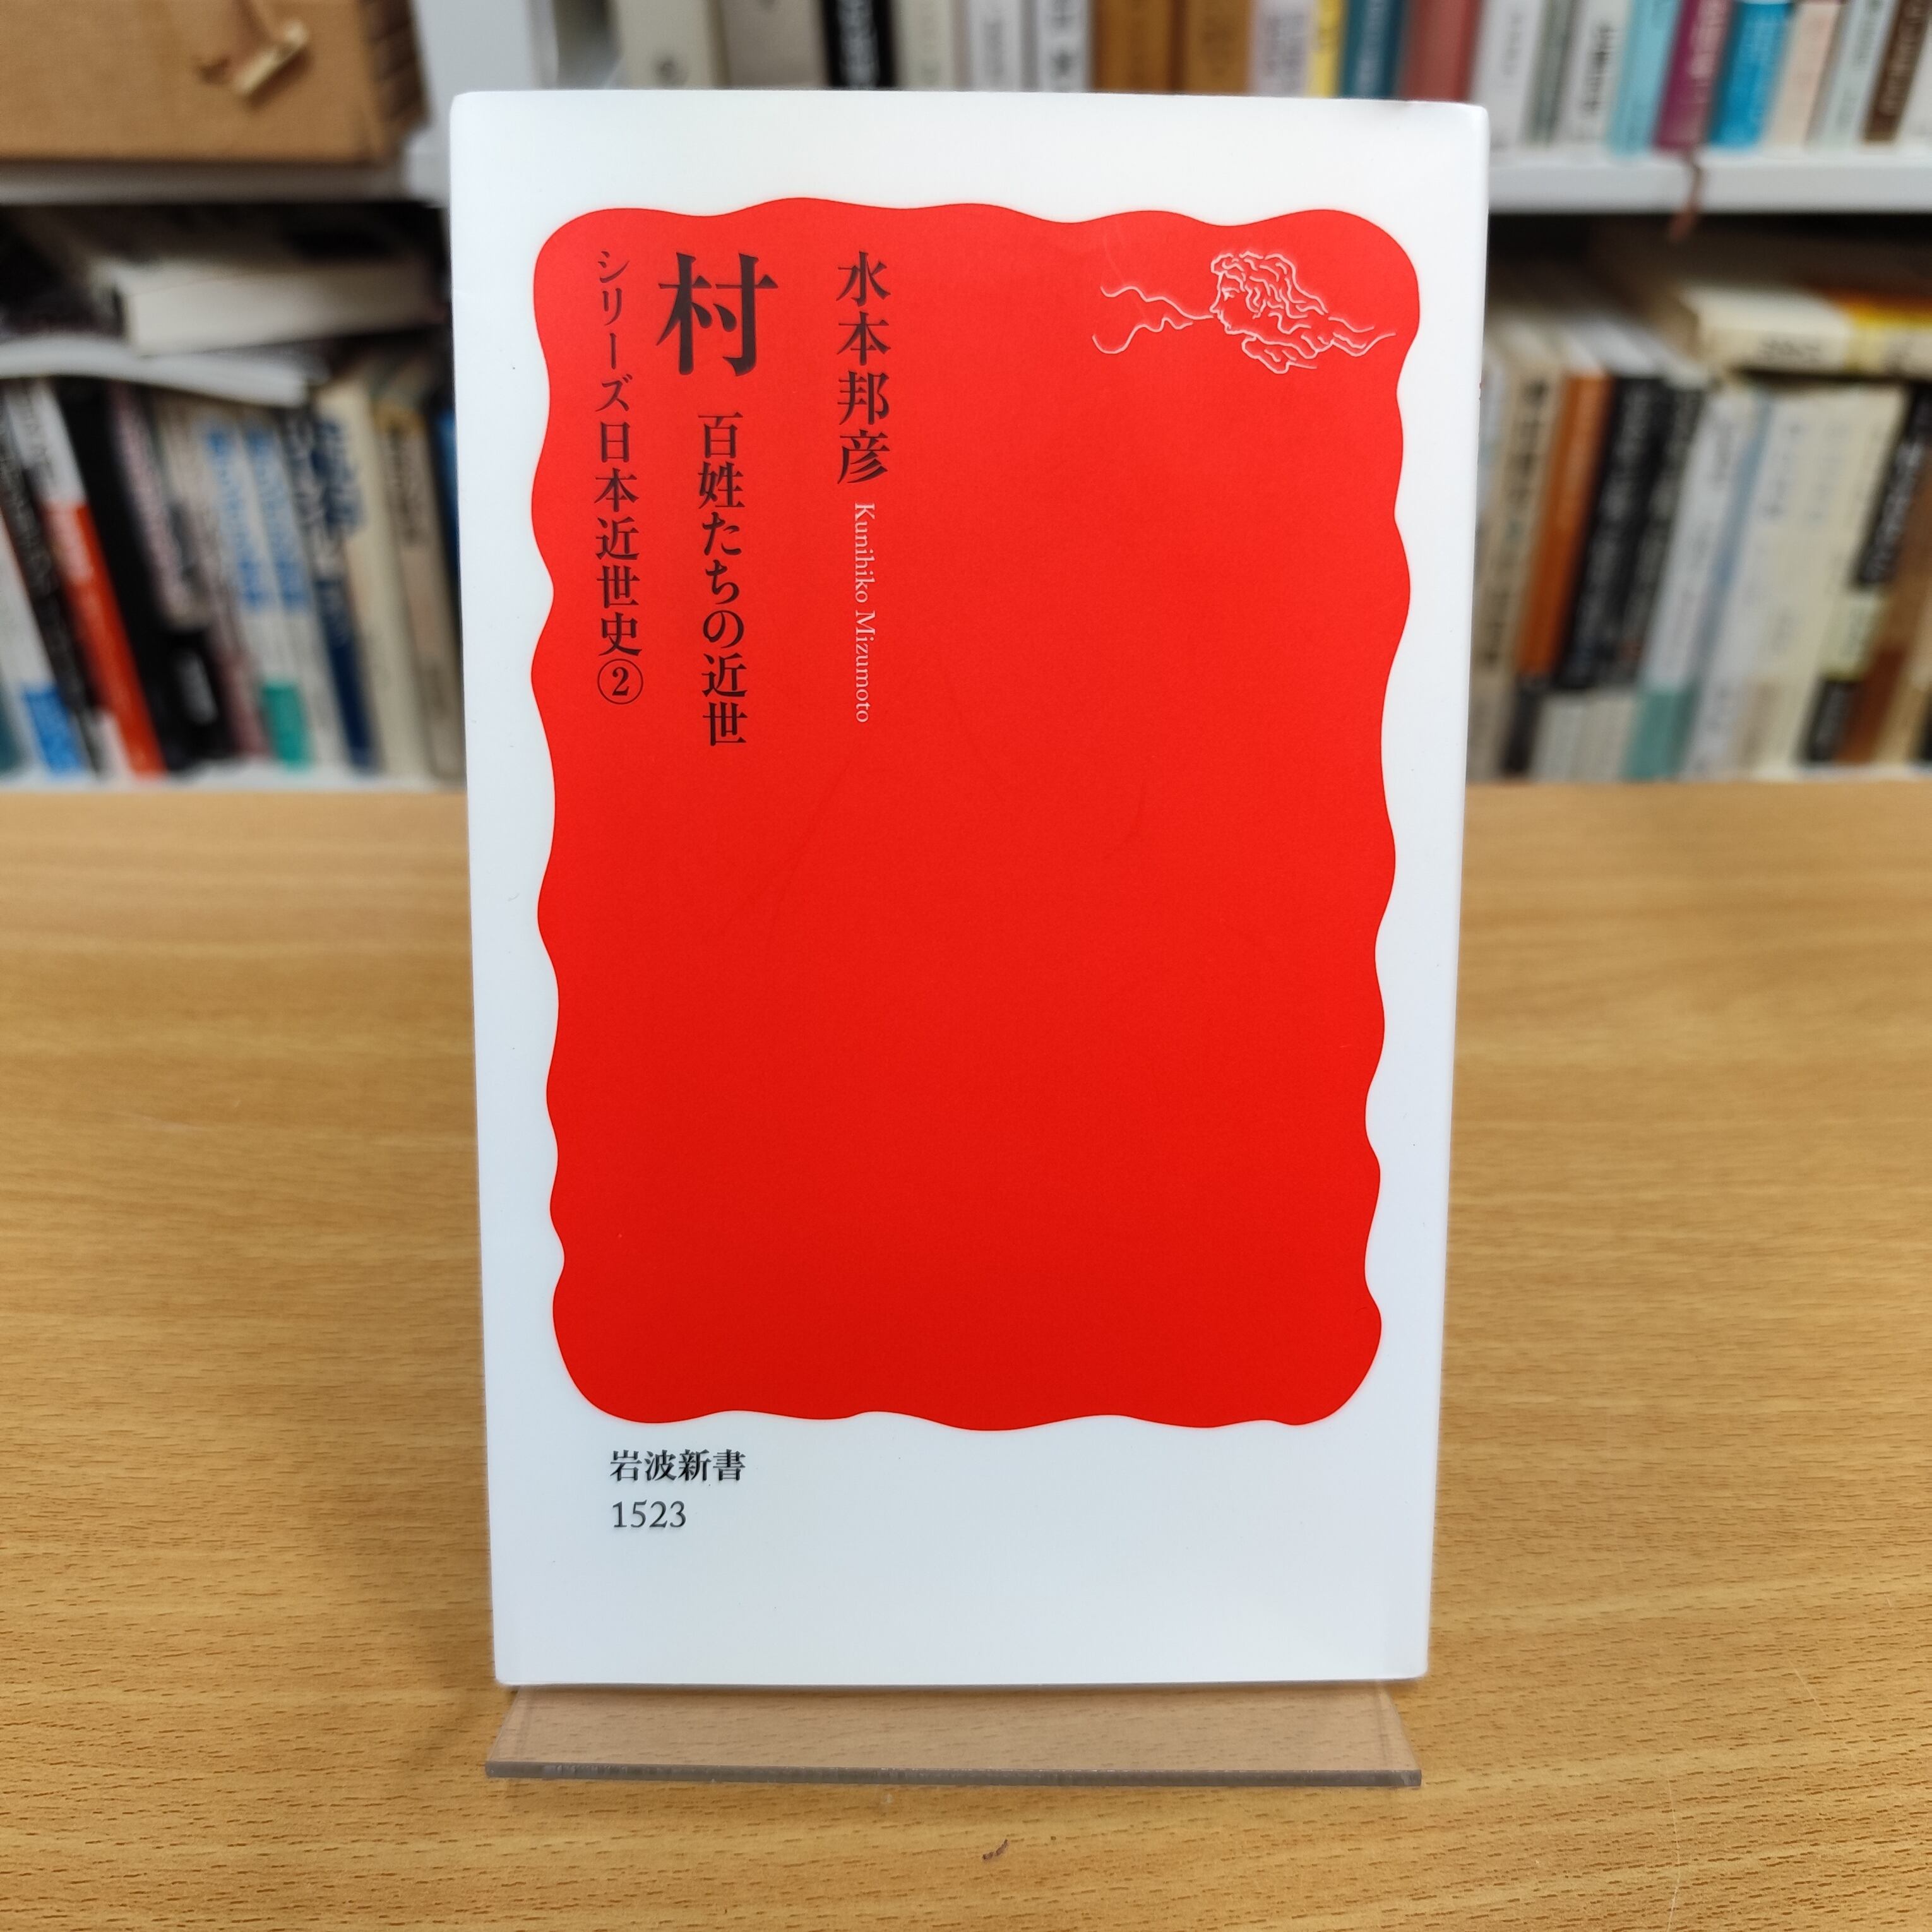 水本邦彦 Kunihiko Mizumoto
村 百姓たちの近世
シリーズ日本近世史②
岩波新書
1523